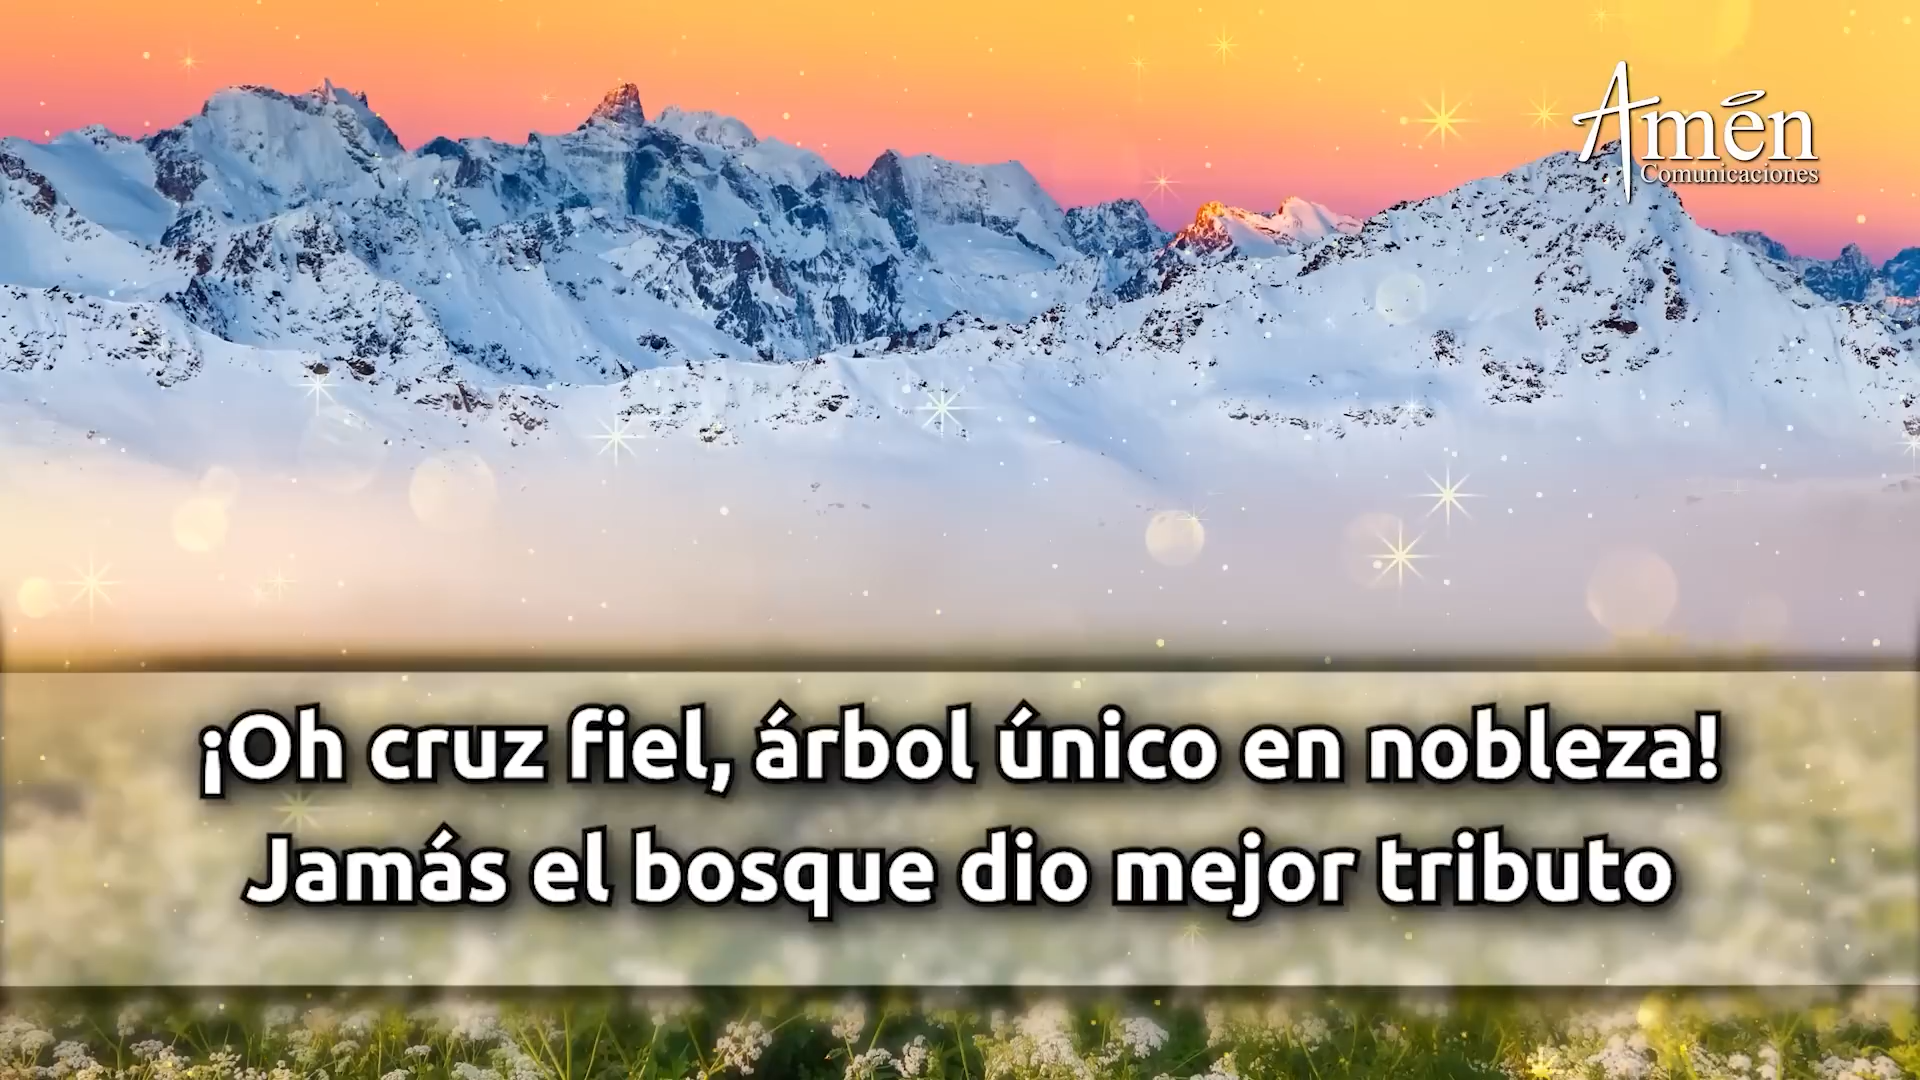 Amén
Comunicaciones
¡Oh cruz fiel, árbol único en nobleza!
Jamás el bosque dio mejor tributo